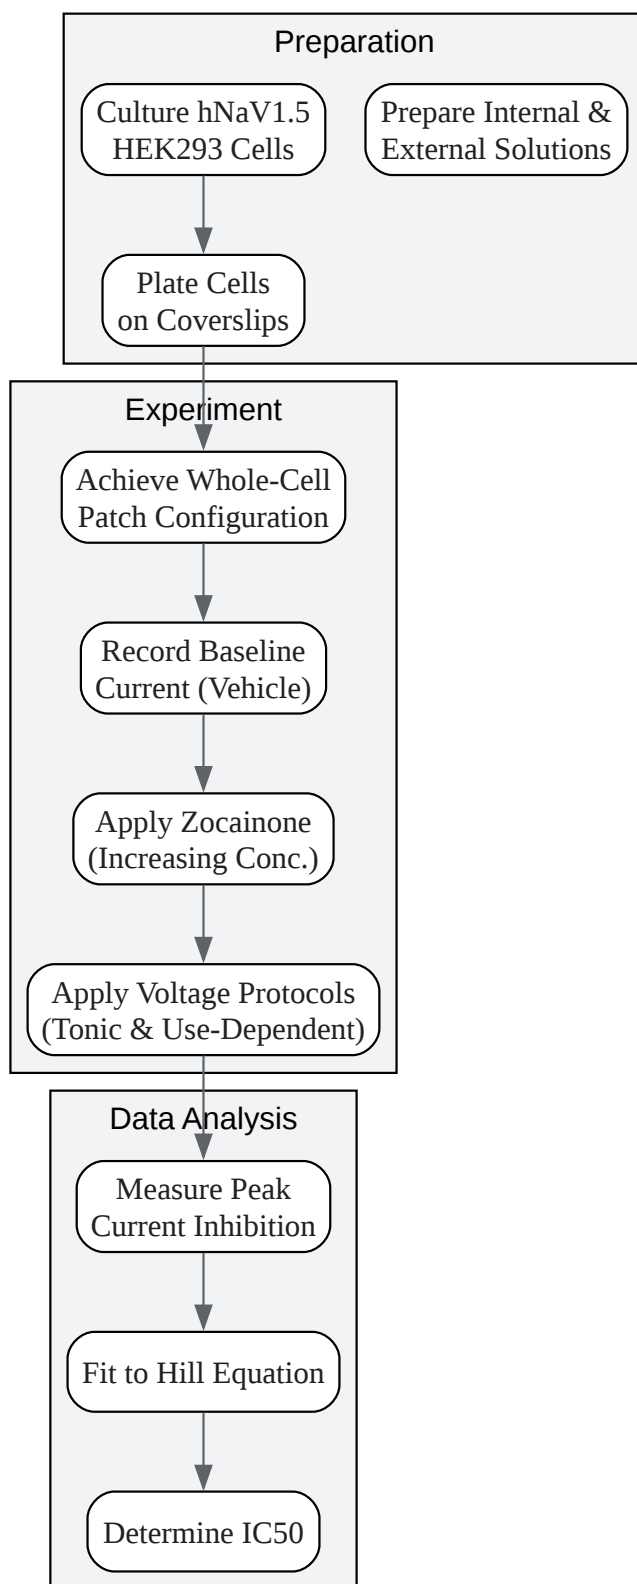 Preparation
Culture hNaV1.5
HEK293 Cells
Prepare Internal &
External Solutions
Plate Cells
on Coverslips
Experiment
Achieve Whole-Cell
Patch Configuration
Record Baseline
Current (Vehicle)
Apply Zocainone
(Increasing Conc.)
Apply Voltage Protocols
(Tonic & Use-Dependent)
Data Analysis
Measure Peak
Current Inhibition
Fit to Hill Equation
Determine IC50